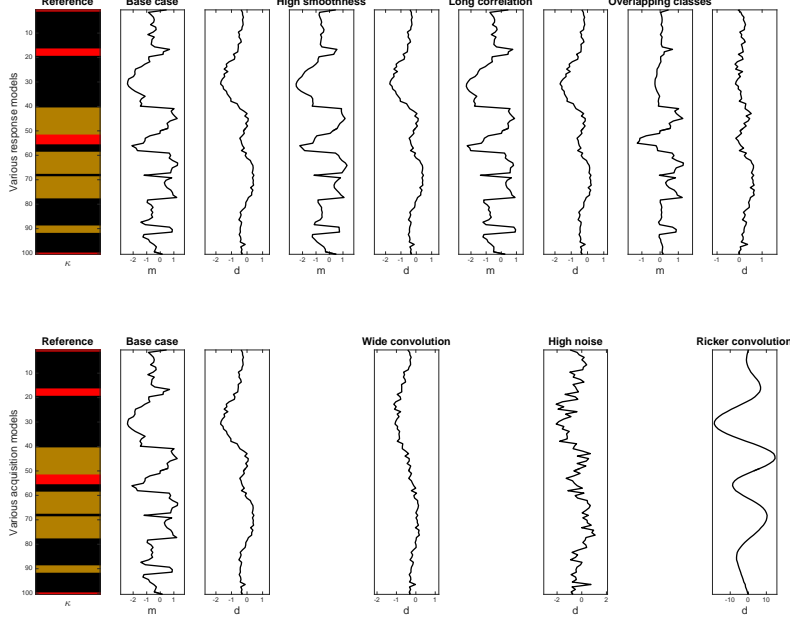 Reference Base case High smoothness Long correlation Overlapping classes
Various response models
10
20
30
40
50
60
70
80
90
100
-2 -1 0 1 -2 -1 0 1 -2 -1 0 1 -2 -1 0 1 -2 -1 0 1 -2 -1 0 1 -2 -1 0 1 -1 0 1
κ m d m d m d m d
Reference Base case Wide convolution High noise Ricker convolution
Various acquisition models
10
20
30
40
50
60
70
80
90
100
-2 -1 0 1 -2 -1 0 1 -2 -1 0 1 -2 0 2 -10 0 10
κ m d d d d